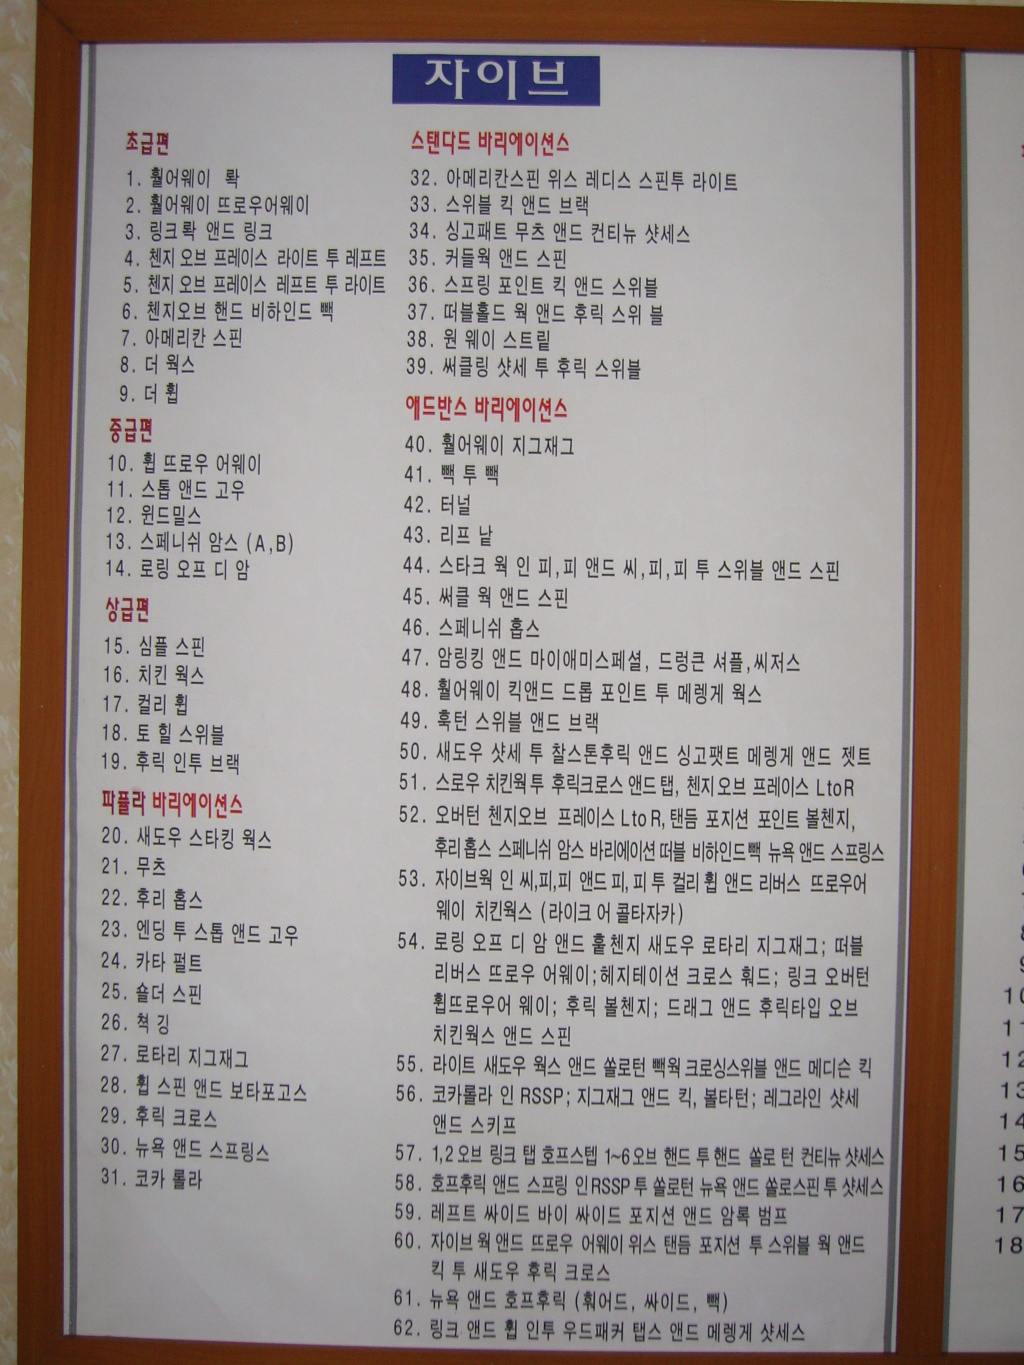 자이브
초급편
1. 훨어웨이 롹
2. 훨어웨이 뜨로우어웨이
3. 링크롹 앤드 링크
4. 첸지오브 프레이스 라이트 투 레프트
5. 첸지오브 프레이스 레프트 투 라이트
6. 첸지오브 핸드 비하인드 빽
7. 아메리칸 스핀
8. 더 웍스
9. 더 휩
중급편
10. 휩 뜨로우 어웨이
11. 스톱 앤드 고우
12. 윈드밀스
13. 스페니쉬 암스 (A,B)
14. 로링 오프 디 암
상급편
15. 심플 스핀
16. 치킨 웍스
17. 컬리 휩
18. 토 힐 스위블
19. 후릭 인투 브랙
파플라 바리에이션스
20. 새도우 스타킹 웍스
21. 무츠
22. 후리 홉스
23. 엔딩 투 스톱 앤드 고우
24. 카타 펄트
25. 숄더 스핀
26. 쳑 깅
27. 로타리 지그재그
28. 휩 스핀 앤드 보타포고스
29. 후릭 크로스
30. 뉴욕 앤드 스프링스
31. 코카 롤라
스탠다드 바리에이션스
32. 아메리칸스핀 위스 레디스 스핀투 라이트
33. 스위블 킥 앤드 브랙
34. 싱고패트 무츠 앤드 컨티뉴 샷세스
35. 커들웍 앤드 스핀
36. 스프링 포인트 킥 앤드 스위블
37. 떠블홀드 웍 앤드 후릭 스위 블
38. 원 웨이 스트릴
39. 써클링 샷세 투 후릭 스위블
애드반스 바리에이션스
40. 훨어웨이 지그재그
41. 빽 투 빽
42. 터널
43. 리프 낱
44. 스타크 웍 인 피,피 앤드 씨,피,피 투 스위블 앤드 스핀
45. 써클 웍 앤드 스핀
46. 스페니쉬 홉스
47. 암링킹 앤드 마이애미스페셜, 드렁큰 셔플,씨저스
48. 훨어웨이 킥앤드 드롭 포인트 투 메렝게 웍스
49. 훅턴 스위블 앤드 브랙
50. 새도우 샷세 투 찰스톤후릭 앤드 싱고팻트 메렝게 앤드 젯트
51. 스로우 치킨웍투 후릭크로스 앤드탭, 첸지오브 프레이스 LtoR
52. 오버턴 첸지오브 프레이스 LtoR,탠듬 포지션 포인트 볼첸지,
후리홉스 스페니쉬 암스 바리에이션 떠블 비하인드빽 뉴욕 앤드 스프링스
53. 자이브웍 인 씨,피,피 앤드 피,피 투 컬리 휩 앤드 리버스 뜨로우어
웨이 치킨웍스 (라이크 어 콜타자카)
54. 로링 오프 디 암 앤드 훌첸지 새도우 로타리 지그재그; 떠블
리버스 뜨로우 어웨이;헤지테이션 크로스 훠드; 링크 오버턴
휩뜨로우어 웨이; 후릭 볼첸지; 드래그 앤드 후릭타입 오브
치킨웍스 앤드 스핀
55. 라이트 새도우 웍스 앤드 쏠로턴 빽웍 크로싱스위블 앤드 메디슨 킥
56. 코카롤라 인 RSSP; 지그재그 앤드 킥, 볼타턴; 레그라인 샷세
앤드 스키프
57. 1,2오브 링크 탭 호프스텝 1~6오브 핸드 투핸드 쏠로 턴 컨티뉴 샷세스
58. 호프후릭 앤드 스프링 인RSSP 투 쏠로턴 뉴욕 앤드 쏠로스핀 투 샷세스
59. 레프트 싸이드 바이 싸이드 포지션 앤드 암록 범프
60. 자이브 웍앤드 뜨로우 어웨이 위스 탠듬 포지션 투 스위블 웍 앤드
킥 투 새도우 후릭 크로스
61. 뉴욕 앤드 호프후릭 (훠어드, 싸이드, 빽)
62. 링크 앤드 휩 인투 우드패커 탭스 앤드 메렝게 샷세스
10
11
12
13
14
15
16
17
18